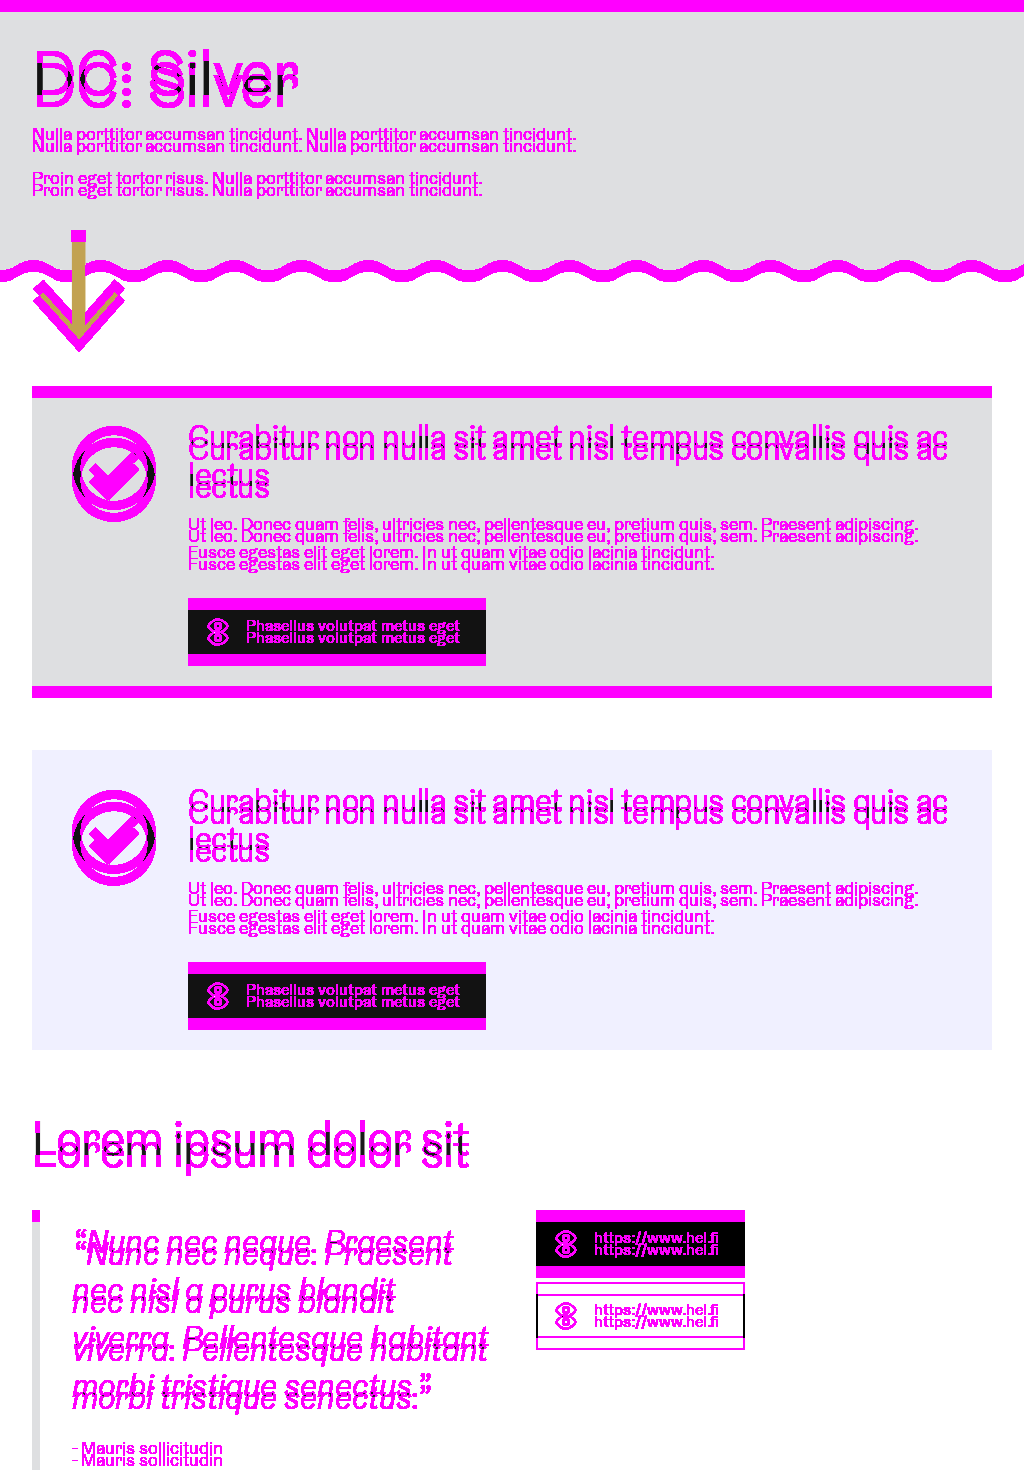 DC: Silver
Nulla porttitor accumsan tincidunt. Nulla porttitor accumsan tincidunt.
Proin eget tortor risus. Nulla porttitor accumsan tincidunt.
Curabitur non nulla sit amet nisl tempus convallis quis ac
lectus
Ut leo. Donec quam felis, ultricies nec, pellentesque eu, pretium quis, sem. Praesent adipiscing.
Fusce egestas elit eget lorem. In ut quam vitae odio lacinia tincidunt.
Phasellus volutpat metus eget
Curabitur non nulla sit amet nisl tempus convallis quis ac
lectus
Ut leo. Donec quam felis, ultricies nec, pellentesque eu, pretium quis, sem. Praesent adipiscing.
Fusce egestas elit eget lorem. In ut quam vitae odio lacinia tincidunt.
Phasellus volutpat metus eget
Lorem ipsum dolor sit
“Nunc nec neque. Praesent
nec nisl a purus blandit
viverra. Pellentesque habitant
morbi tristique senectus.”
- Mauris sollicitudin
https://www.hel.fi
https://www.hel.fi